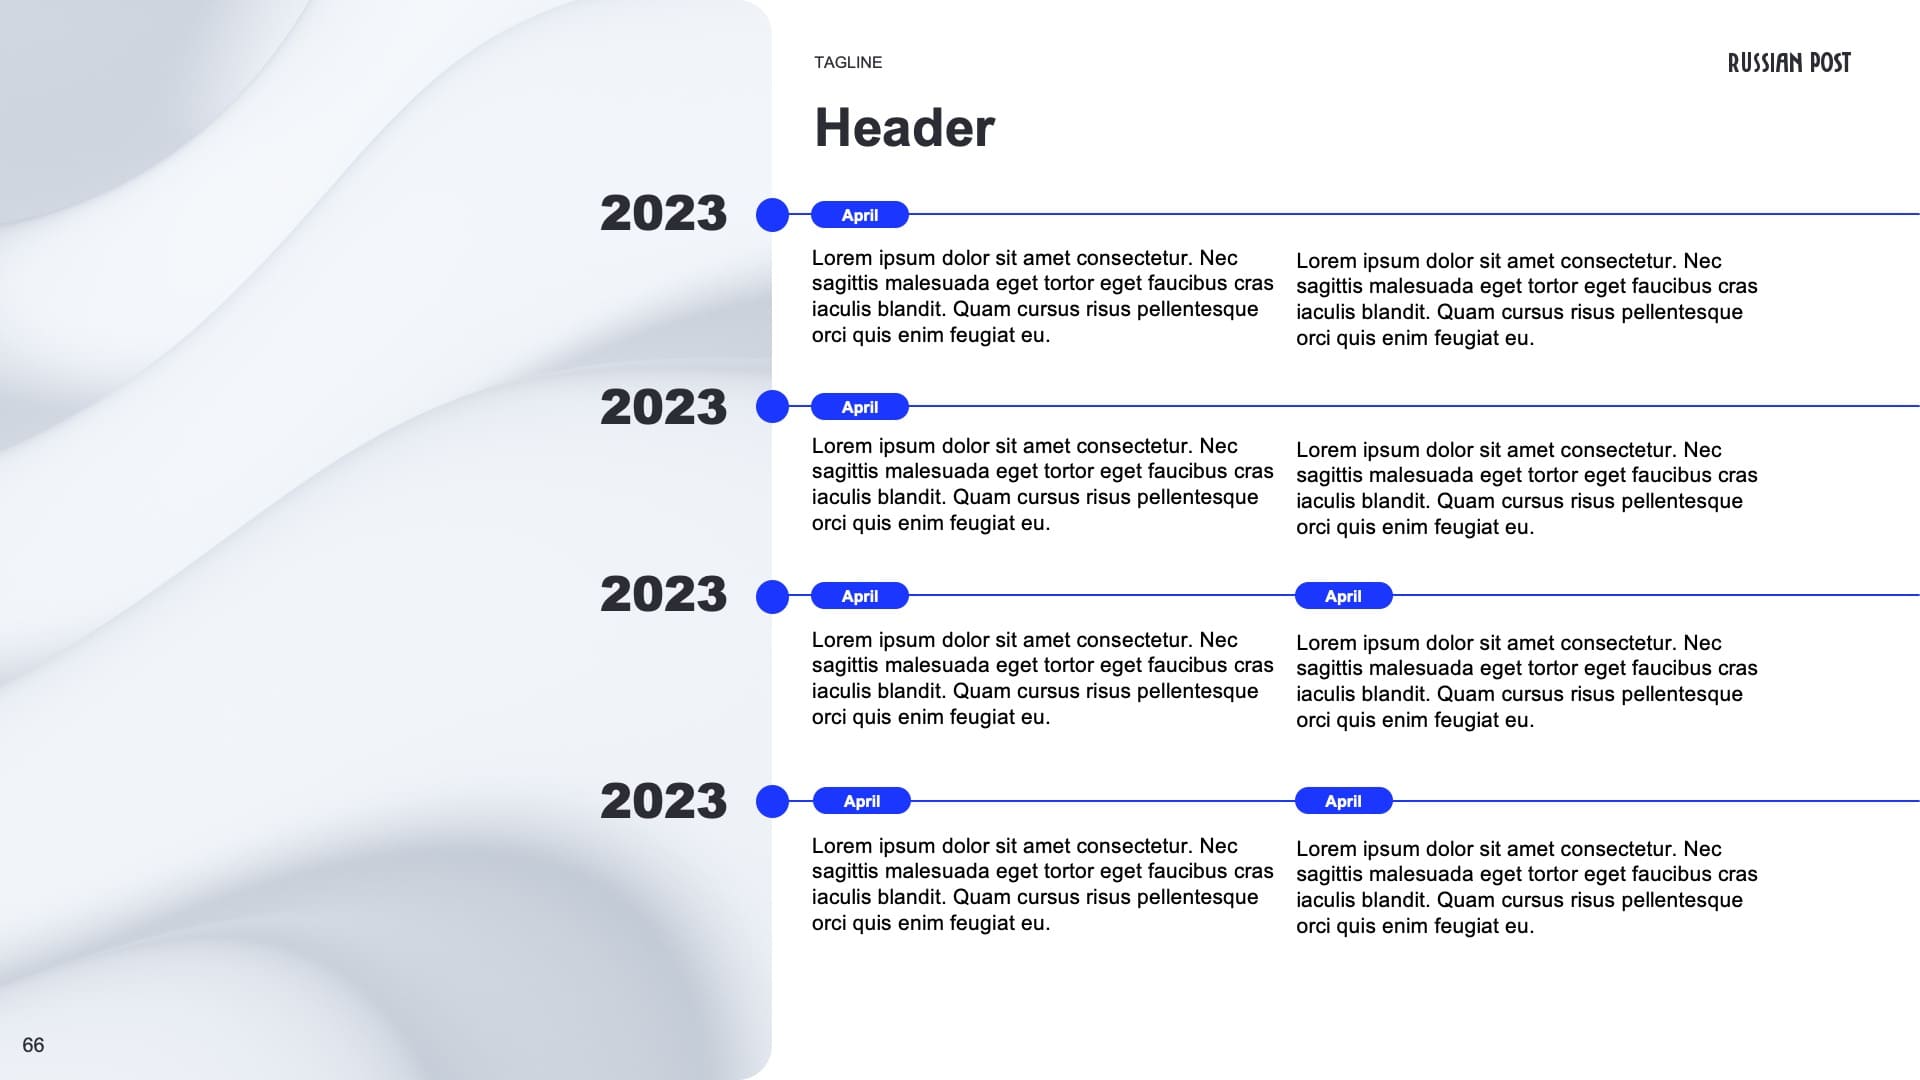 TAGLINE
RUSSIAN POST
Header
2023
April
Lorem ipsum dolor sit amet consectetur. Nec
sagittis malesuada eget tortor eget faucibus cras
iaculis blandit. Quam cursus risus pellentesque
orci quis enim feugiat eu.
Lorem ipsum dolor sit amet consectetur. Nec
sagittis malesuada eget tortor eget faucibus cras
iaculis blandit. Quam cursus risus pellentesque
orci quis enim feugiat eu.
2023
April
Lorem ipsum dolor sit amet consectetur. Nec
sagittis malesuada eget tortor eget faucibus cras
iaculis blandit. Quam cursus risus pellentesque
orci quis enim feugiat eu.
Lorem ipsum dolor sit amet consectetur. Nec
sagittis malesuada eget tortor eget faucibus cras
iaculis blandit. Quam cursus risus pellentesque
orci quis enim feugiat eu.
2023
April
Lorem ipsum dolor sit amet consectetur. Nec
sagittis malesuada eget tortor eget faucibus cras
iaculis blandit. Quam cursus risus pellentesque
orci quis enim feugiat eu.
April
Lorem ipsum dolor sit amet consectetur. Nec
sagittis malesuada eget tortor eget faucibus cras
iaculis blandit. Quam cursus risus pellentesque
orci quis enim feugiat eu.
2023
April
Lorem ipsum dolor sit amet consectetur. Nec
sagittis malesuada eget tortor eget faucibus cras
iaculis blandit. Quam cursus risus pellentesque
orci quis enim feugiat eu.
April
Lorem ipsum dolor sit amet consectetur. Nec
sagittis malesuada eget tortor eget faucibus cras
iaculis blandit. Quam cursus risus pellentesque
orci quis enim feugiat eu.
66